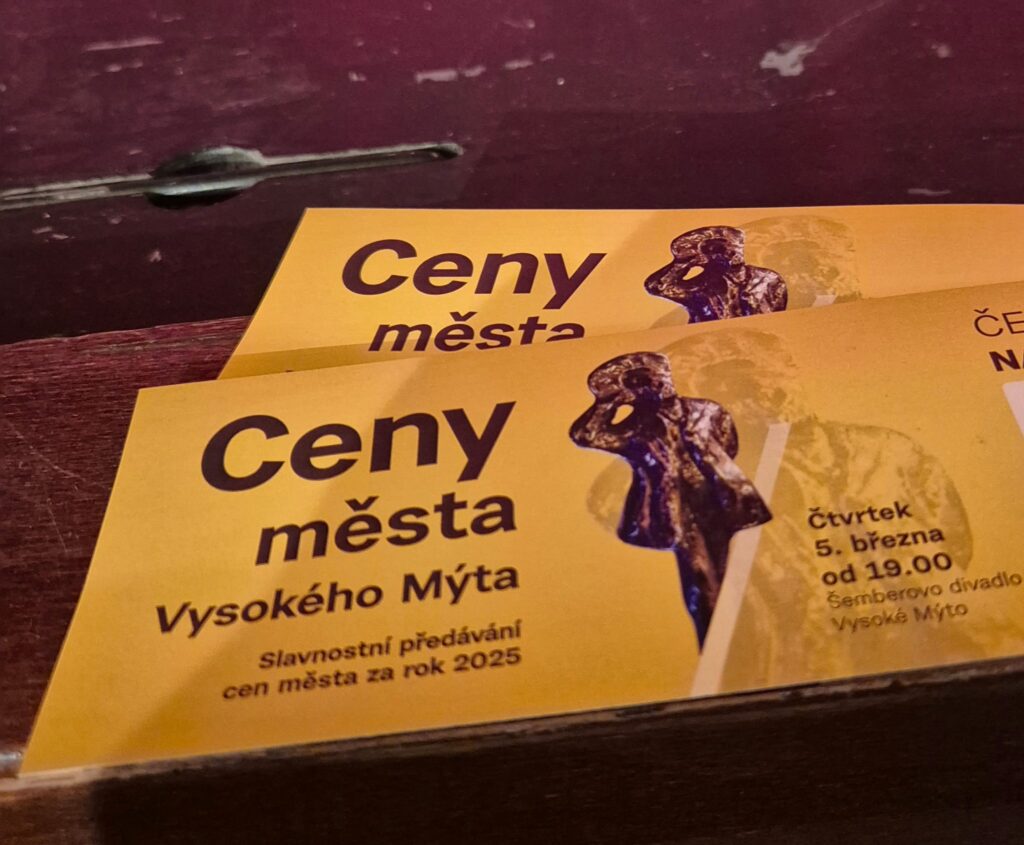 Ceny
města
Ceny
města
Vysokého Mýta
Slavnostní předávání
cen města za rok 2025
Čtvrtek
5. března
od 19.00
Šemberovo divadlo
Vysoké Mýto